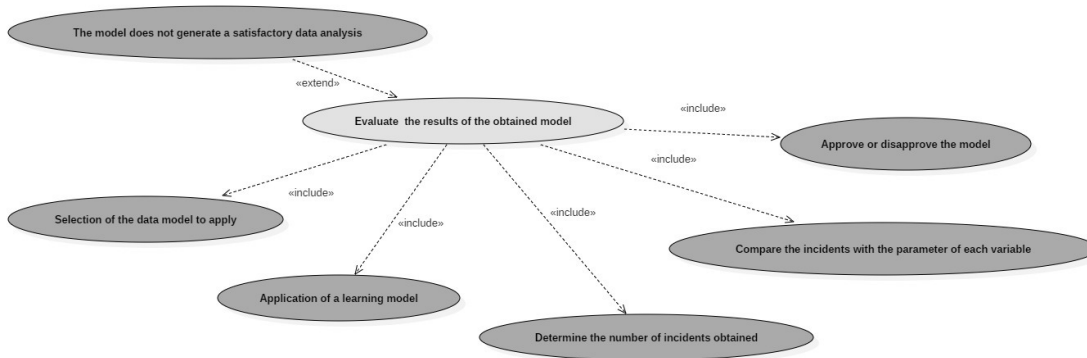 The model does not generate a satisfactory data analysis
«extend»
«include»
Evaluate the results of the obtained model
Approve or disapprove the model
«include»
«include»
Selection of the data model to apply
«include»
«include»
Compare the incidents with the parameter of each variable
Application of a learning model
Determine the number of incidents obtained